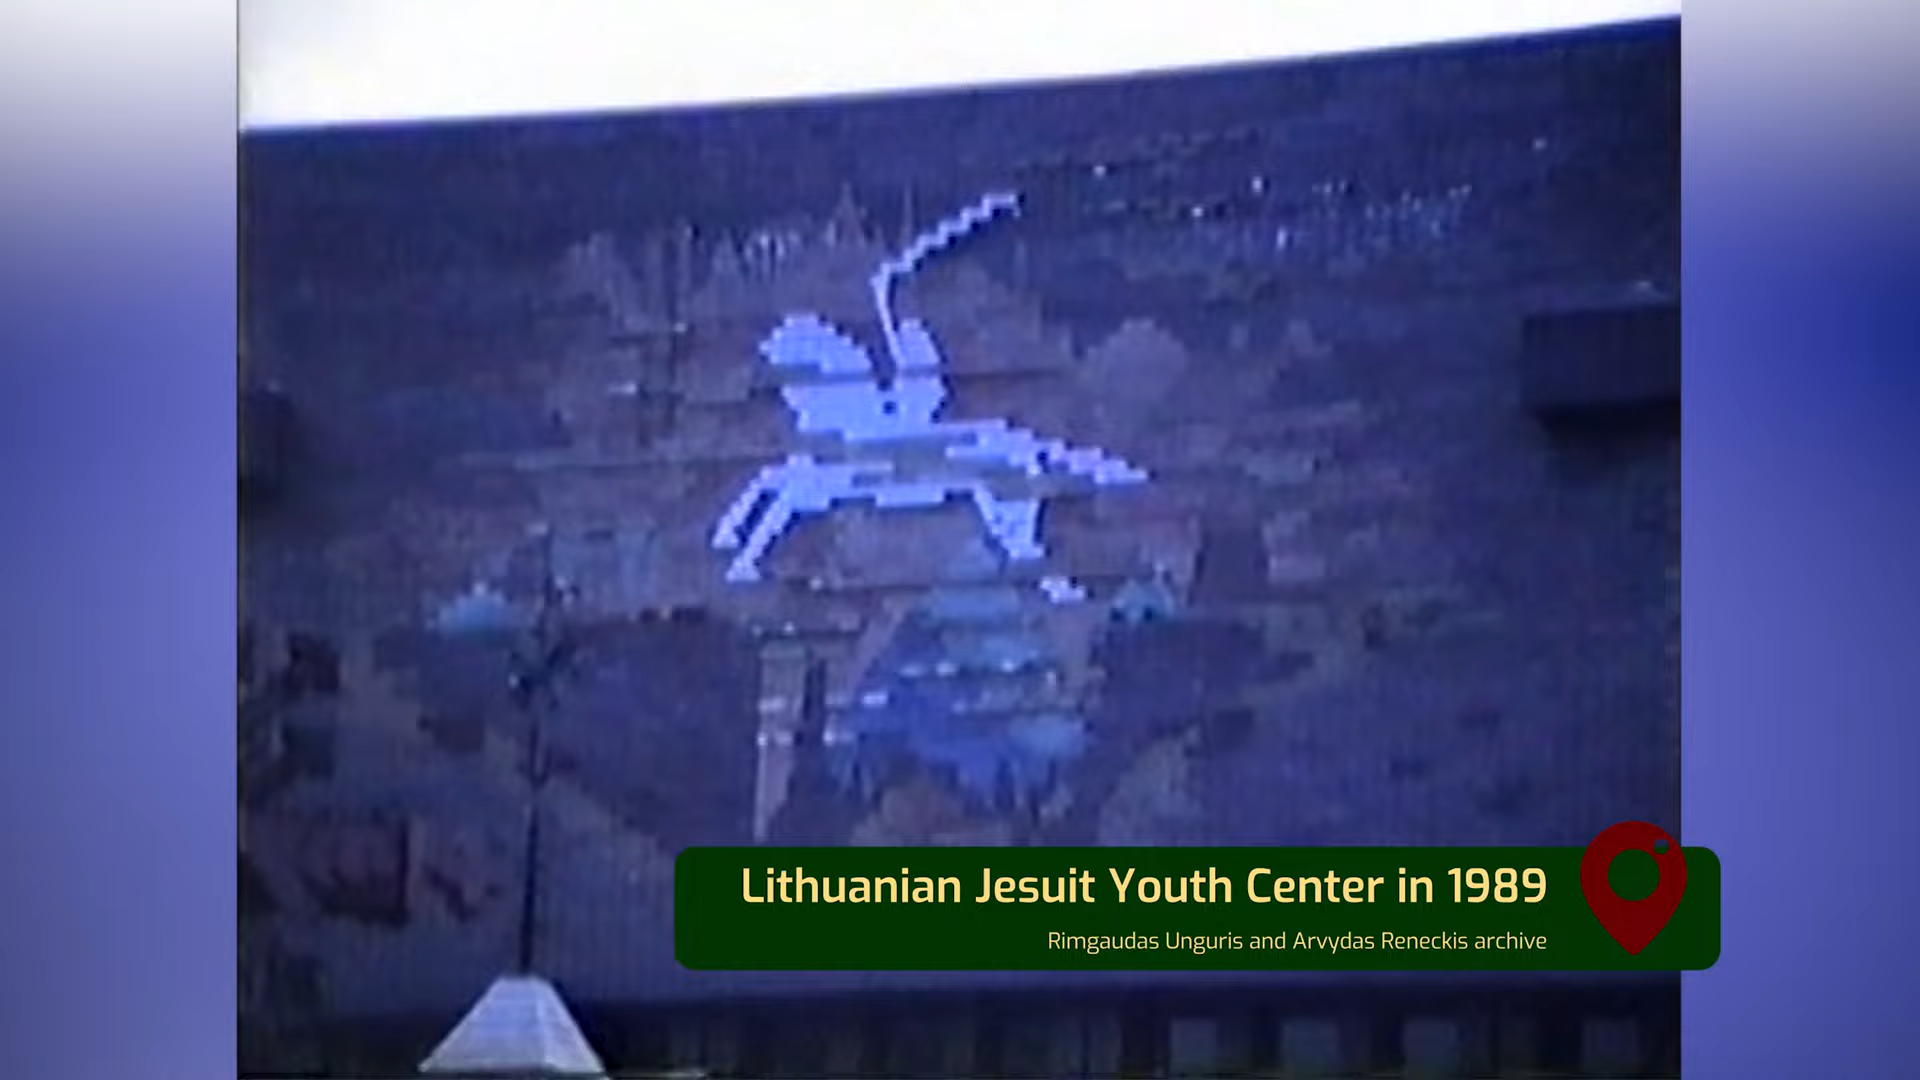 Lithuanian Jesuit Youth Center in 1989
Rimgaudas Unguris and Arvydas Reneckis archive